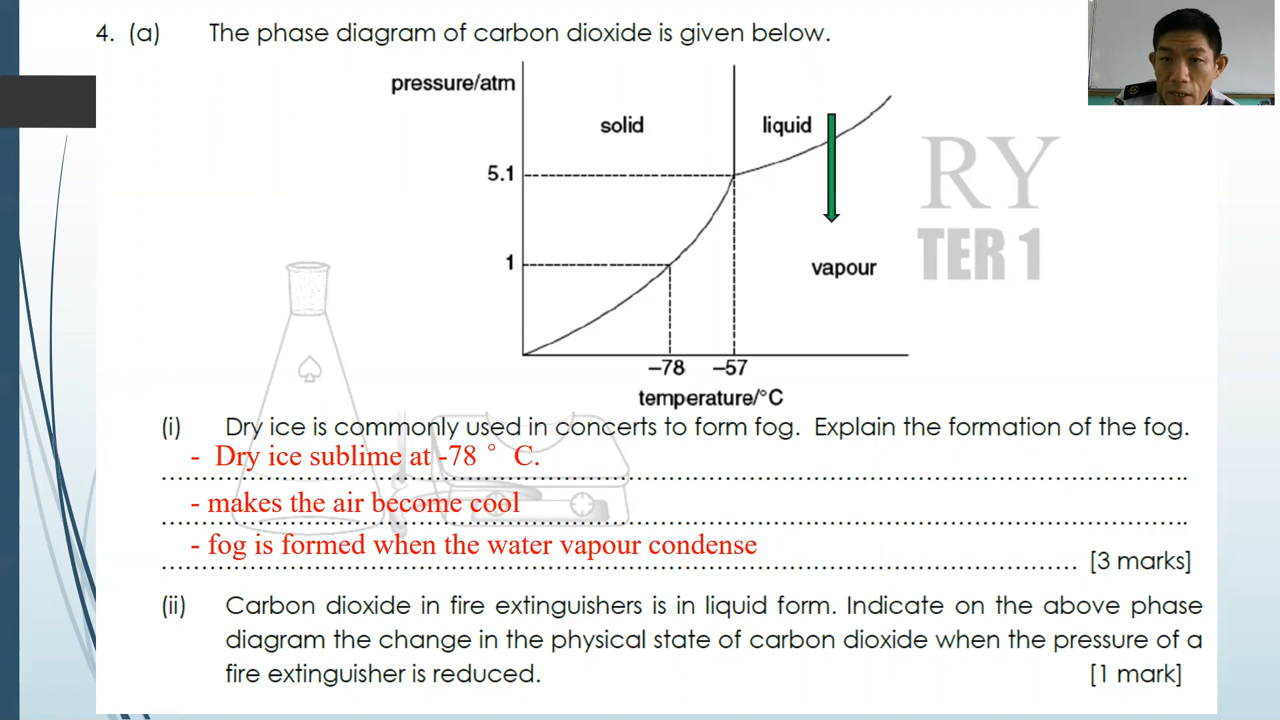 4. (a) The phase diagram of carbon dioxide is given below.
pressure/atm
solid
liquid
5.1
1
vapour
–78
–57
temperature/°C
RY
TER 1
(i) Dry ice is commonly used in concerts to form fog. Explain the formation of the fog.
- Dry ice sublime at -78 ° C.
- makes the air become cool
- fog is formed when the water vapour condense
[3 marks]
(ii) Carbon dioxide in fire extinguishers is in liquid form. Indicate on the above phase
diagram the change in the physical state of carbon dioxide when the pressure of a
fire extinguisher is reduced. [1 mark]